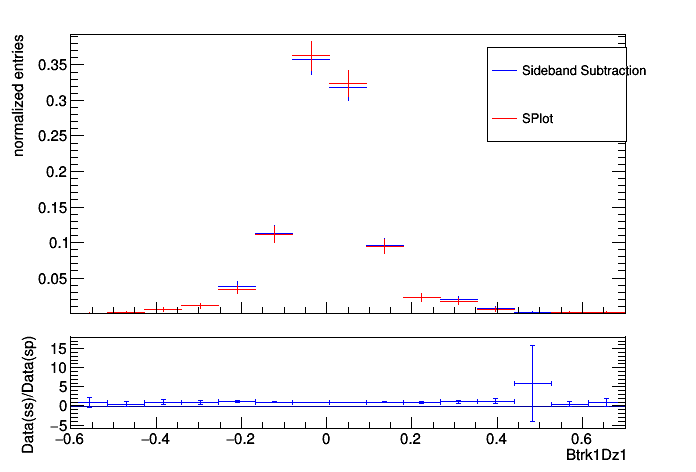 normalized entries
0.35
0.3
0.25
0.2
0.15
0.1
0.05
Sideband Subtraction
SPlot
Data(ss)/Data(sp)
15
10
5
0
−5
−0.6 −0.4 −0.2 0 0.2 0.4 0.6
Btrk1Dz1